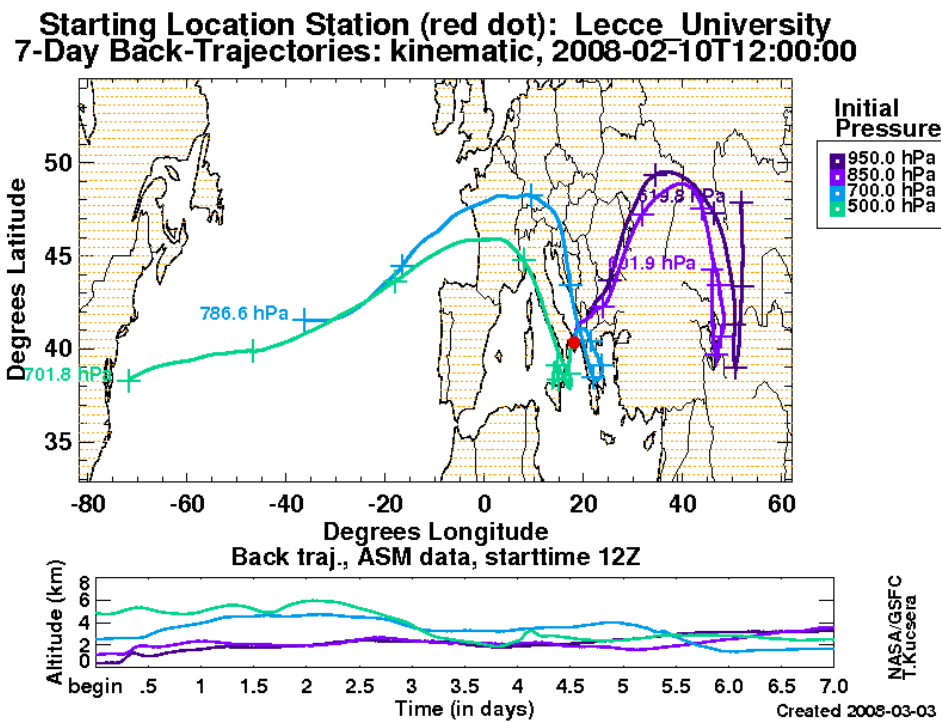 Starting Location Station (red dot): Lecce_University
7-Day Back-Trajectories: kinematic, 2008-02-10T12:00:00
Initial
Pressure
950.0 hPa
850.0 hPa
700.0 hPa
500.0 hPa
Degrees Latitude
50
45
40
35
619.8 hPa
601.9 hPa
786.6 hPa
701.8 hPa
-80 -60 -40 -20 0 20 40 60
Degrees Longitude
Back traj., ASM data, starttime 12Z
Altitude (km)
8
6
4
2
0
begin .5 1 1.5 2 2.5 3 3.5 4 4.5 5 5.5 6 6.5 7.0
Time (in days)
NASA/GSFC
T.Kucsera
Created 2008-03-03